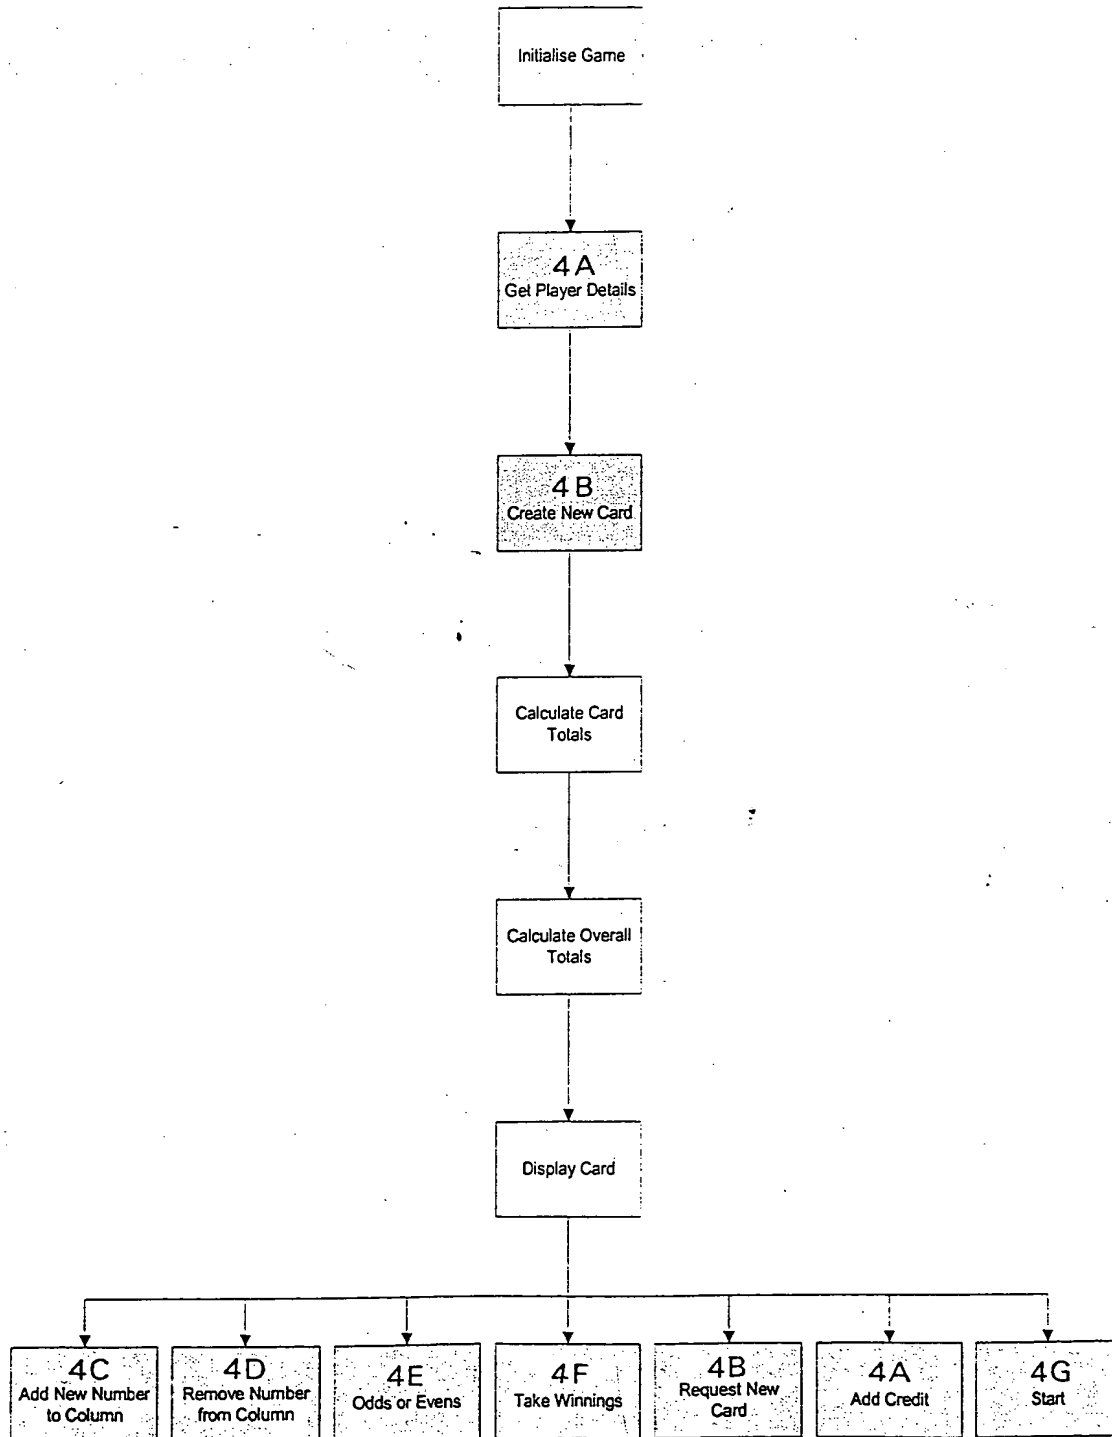 Initialise Game
4A
Get Player Details
4B
Create New Card
Calculate Card
Totals
Calculate Overall
Totals
Display Card
4C
Add New Number
to Column
4D
Remove Number
from Column
4E
Odds or Evens
4F
Take Winnings
4B
Request New
Card
4A
Add Credit
4G
Start